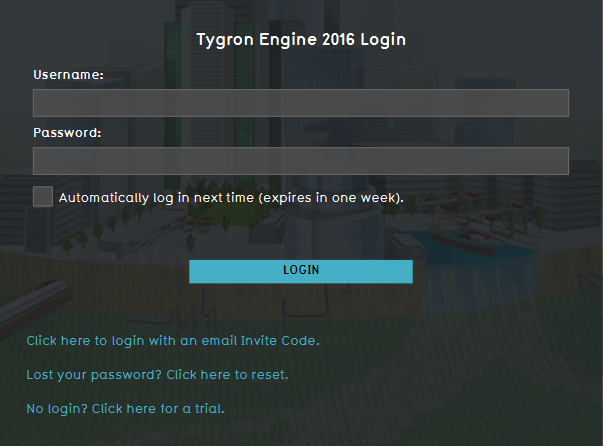 Tygron Engine 2016 Login
Username:
Password:
Automatically log in next time (expires in one week).
LOGIN
Click here to login with an email Invite Code.
Lost your password? Click here to reset.
No login? Click here for a trial.